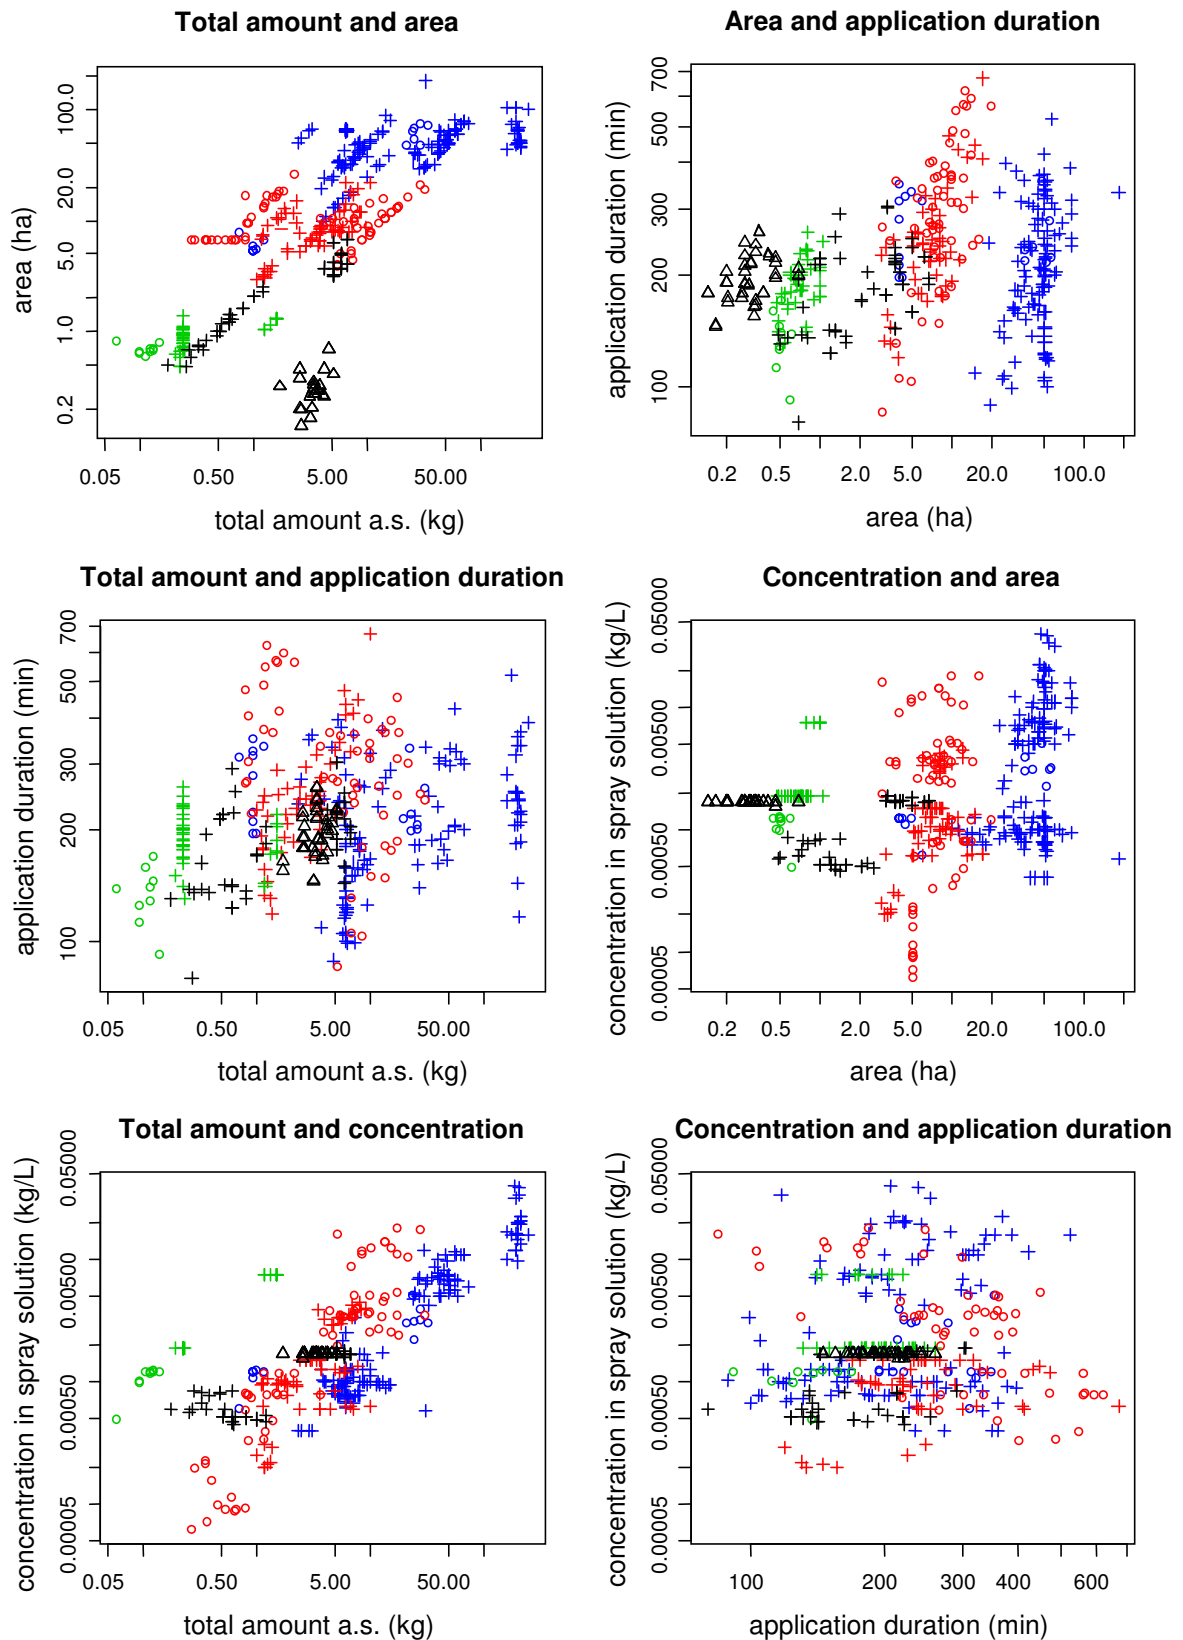 Total amount and area
area (ha)
100.0
20.0
5.0
1.0
0.2
0.05 0.50 5.00 50.00
total amount a.s. (kg)
Area and application duration
application duration (min)
700
500
300
200
100
0.2 0.5 2.0 5.0 20.0 100.0
area (ha)
Total amount and application duration
application duration (min)
700
500
300
200
100
0.05 0.50 5.00 50.00
total amount a.s. (kg)
Concentration and area
concentration in spray solution (kg/L)
0.05000
0.00500
0.00050
0.00005
0.2 0.5 2.0 5.0 20.0 100.0
area (ha)
Total amount and concentration
concentration in spray solution (kg/L)
0.05000
0.00500
0.00050
0.00005
0.05 0.50 5.00 50.00
total amount a.s. (kg)
Concentration and application duration
concentration in spray solution (kg/L)
0.05000
0.00500
0.00050
0.00005
100 200 300 400 600
application duration (min)